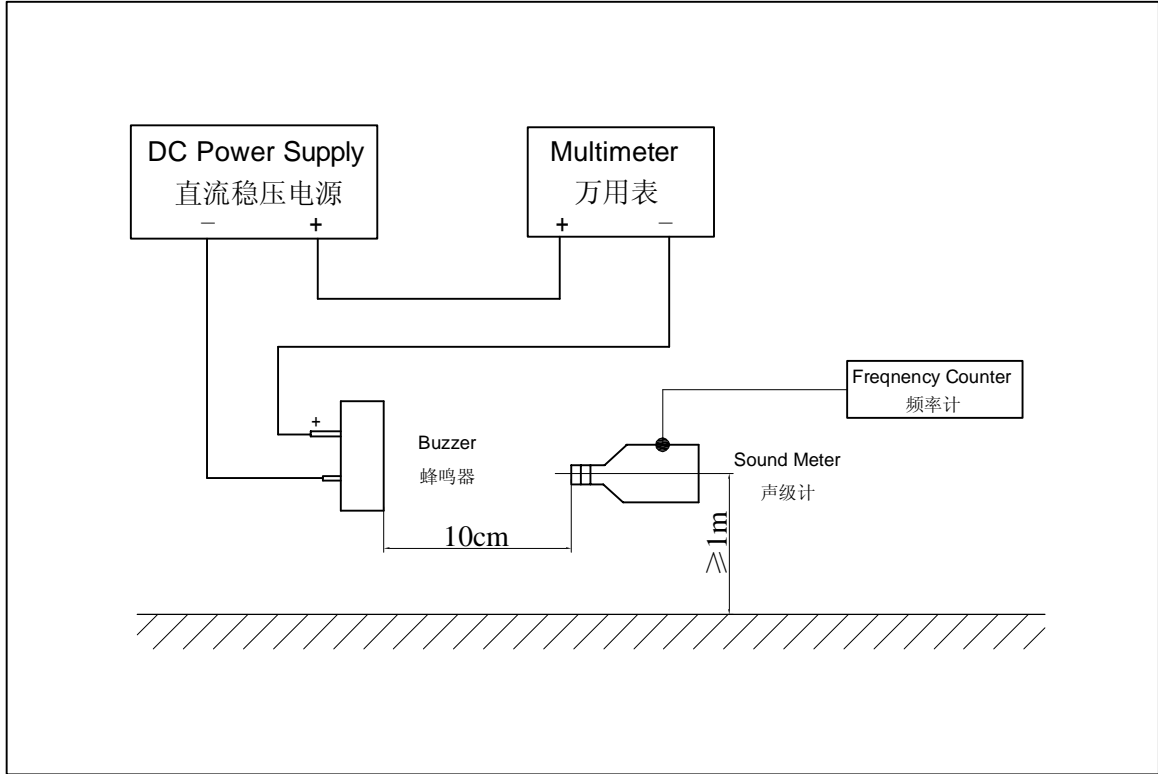 DC Power Supply
直流稳压电源
− +
Multimeter
万用表
+ −
Freqnency Counter
频率计
+
Buzzer
蜂鸣器
Sound Meter
声级计
10cm
≥1m